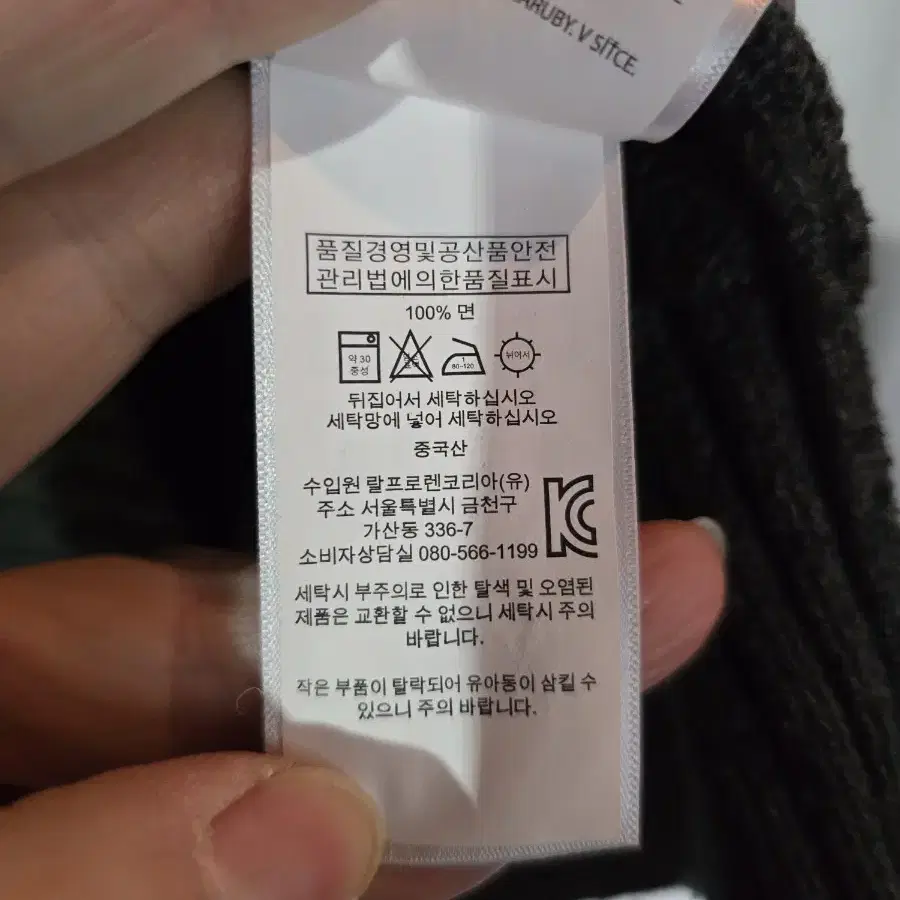 SÍŤCE.
품질경영및공산품안전
관리법에의한품질표시
100% 면
약 30
중성
1
80-120
뉘어서
뒤집어서 세탁하십시오
세탁망에 넣어 세탁하십시오
중국산
수입원 랄프로렌코리아(유)
주소 서울특별시 금천구
가산동 336-7
소비자상담실 080-566-1199
세탁시 부주의로 인한 탈색 및 오염된
제품은 교환할 수 없으니 세탁시 주의
바랍니다.
작은 부품이 탈락되어 유아동이 삼킬 수
있으니 주의 바랍니다.